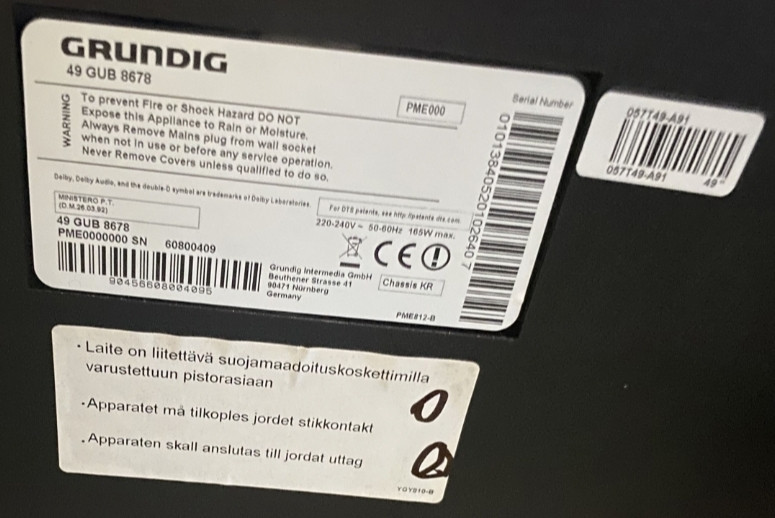 GRUNDIG
49 GUB 8678
WARNING
To prevent Fire or Shock Hazard DO NOT
Expose this Appliance to Rain or Moisture.
Always Remove Mains plug from wall socket
when not in use or before any service operation.
Never Remove Covers unless qualified to do so.
PME000
Serial Number
Dolby, Dolby Audio, and the double-D symbol are trademarks of Dolby Laboratories.
MINISTERO P.T.
(D.M.26.03.92)
For DTS patents, see http://patents.dts.com
220-240V ~ 50-60Hz 165W max.
49 GUB 8678
PME0000000 SN 60800409
CE
Grundig Intermedia GmbH
Beuthener Strasse 41
90471 Nürnberg
Germany
Chassis KR
PME812-B
057T49-A91
057T49-A91
49"
· Laite on liitettävä suojamaadoituskoskettimilla
varustettuun pistorasiaan
·Apparatet må tilkoples jordet stikkontakt
.Apparaten skall anslutas till jordat uttag